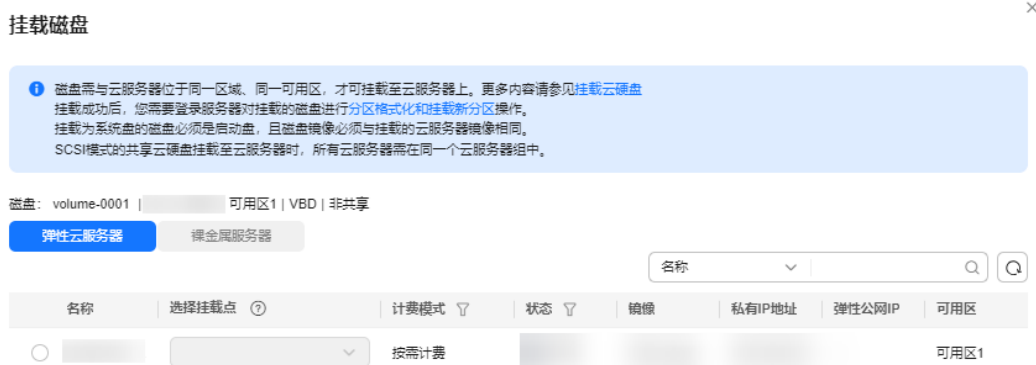 挂载磁盘
磁盘需与云服务器位于同一区域、同一可用区，才可挂载至云服务器上。更多内容请参见挂载云硬盘
挂载成功后，您需要登录服务器对挂载的磁盘进行分区格式化和挂载新分区操作。
挂载为系统盘的磁盘必须是启动盘，且磁盘镜像必须与挂载的云服务器镜像相同。
SCSI模式的共享云硬盘挂载至云服务器时，所有云服务器需在同一个云服务器组中。
磁盘： volume-0001 | 可用区1 | VBD | 非共享
弹性云服务器 裸金属服务器
名称
名称 选择挂载点 计费模式 状态 镜像 私有IP地址 弹性公网IP 可用区
按需计费 可用区1